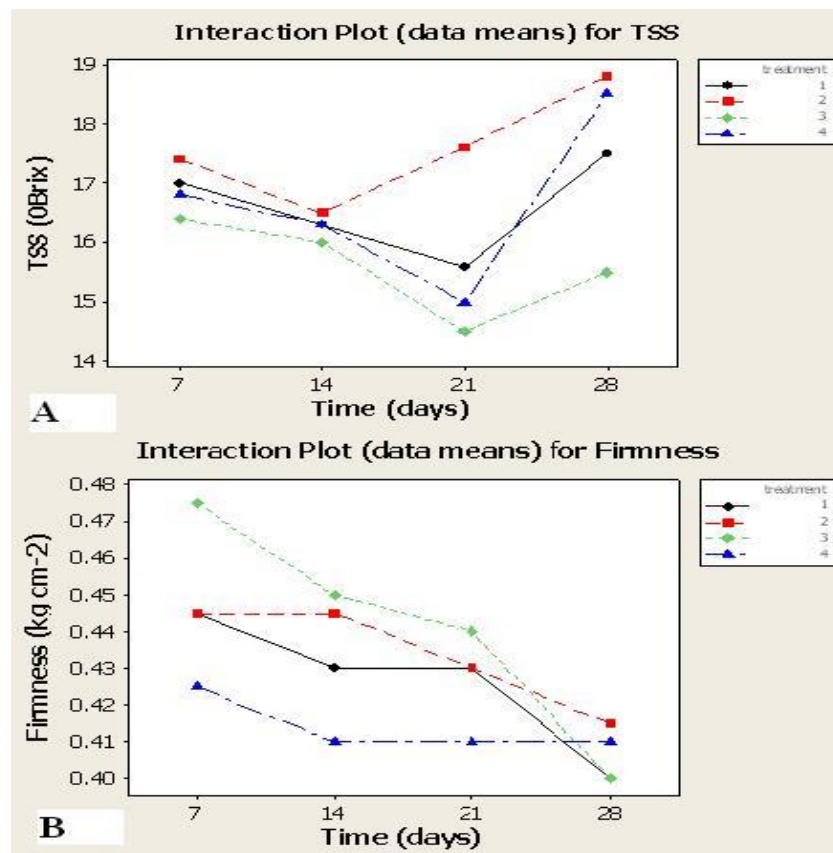 Interaction Plot (data means) for TSS
19
18
17
16
15
14
TSS (0Brix)
7 14 21 28
Time (days)
treatment
1
2
3
4
A
Interaction Plot (data means) for Firmness
0.48
0.47
0.46
0.45
0.44
0.43
0.42
0.41
0.40
Firmness (kg cm-2)
7 14 21 28
Time (days)
treatment
1
2
3
4
B